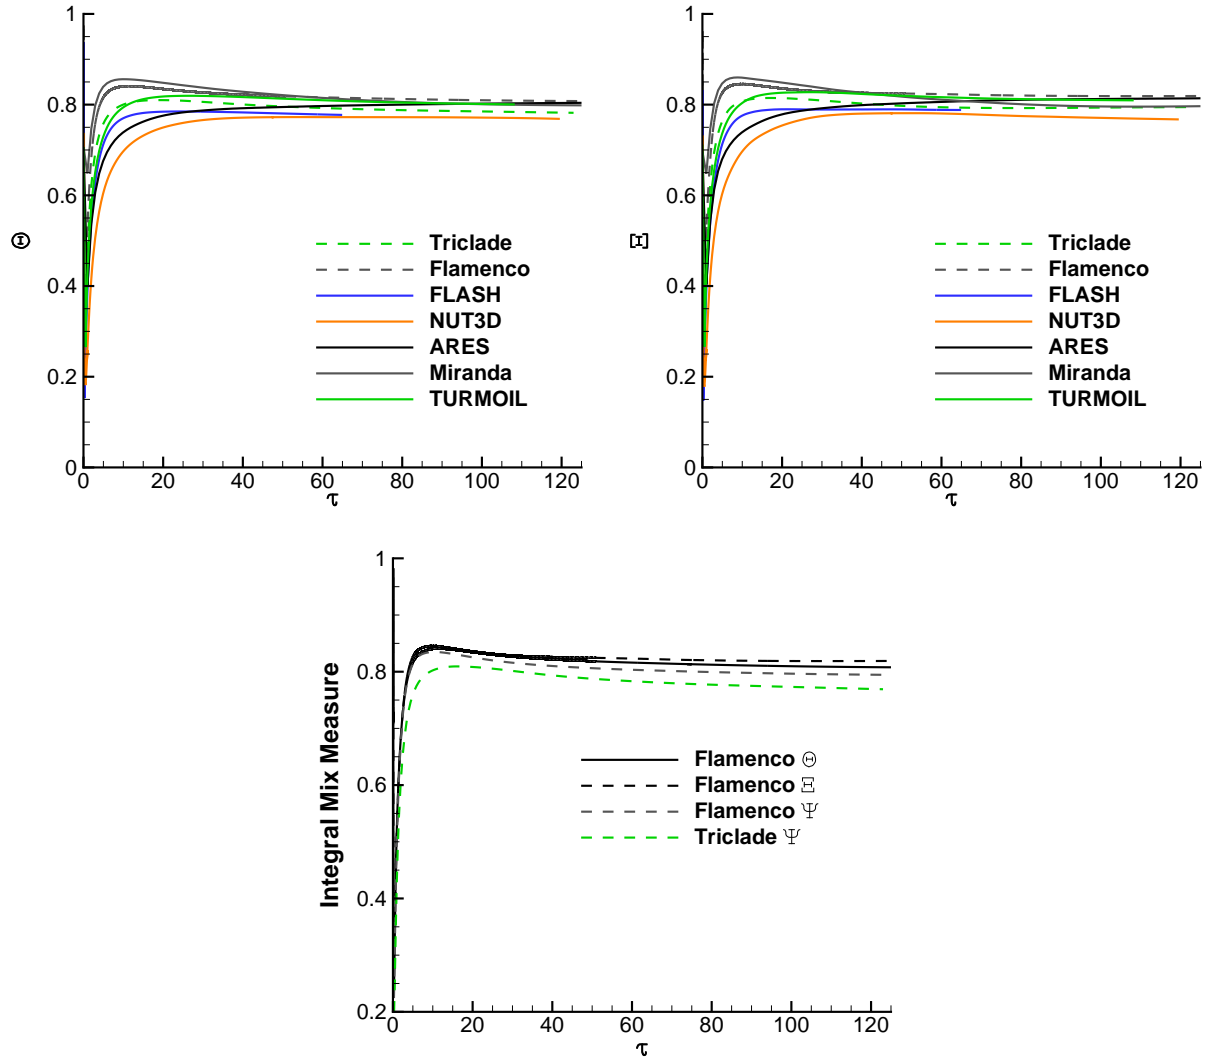 1
0.8
0.6
0.4
0.2
0
Θ
0 20 40 60 80 100 120
τ
Triclade
Flamenco
FLASH
NUT3D
ARES
Miranda
TURMOIL
1
0.8
0.6
0.4
0.2
0
Ξ
0 20 40 60 80 100 120
τ
Triclade
Flamenco
FLASH
NUT3D
ARES
Miranda
TURMOIL
1
0.8
0.6
0.4
0.2
Integral Mix Measure
0 20 40 60 80 100 120
τ
Flamenco Θ
Flamenco Ξ
Flamenco Ψ
Triclade Ψ